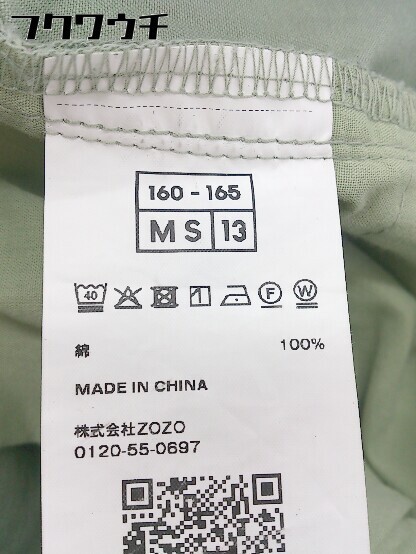 フクワウチ
160 - 165
MS 13
40 F W
綿 100%
MADE IN CHINA
株式会社ZOZO
0120-55-0697